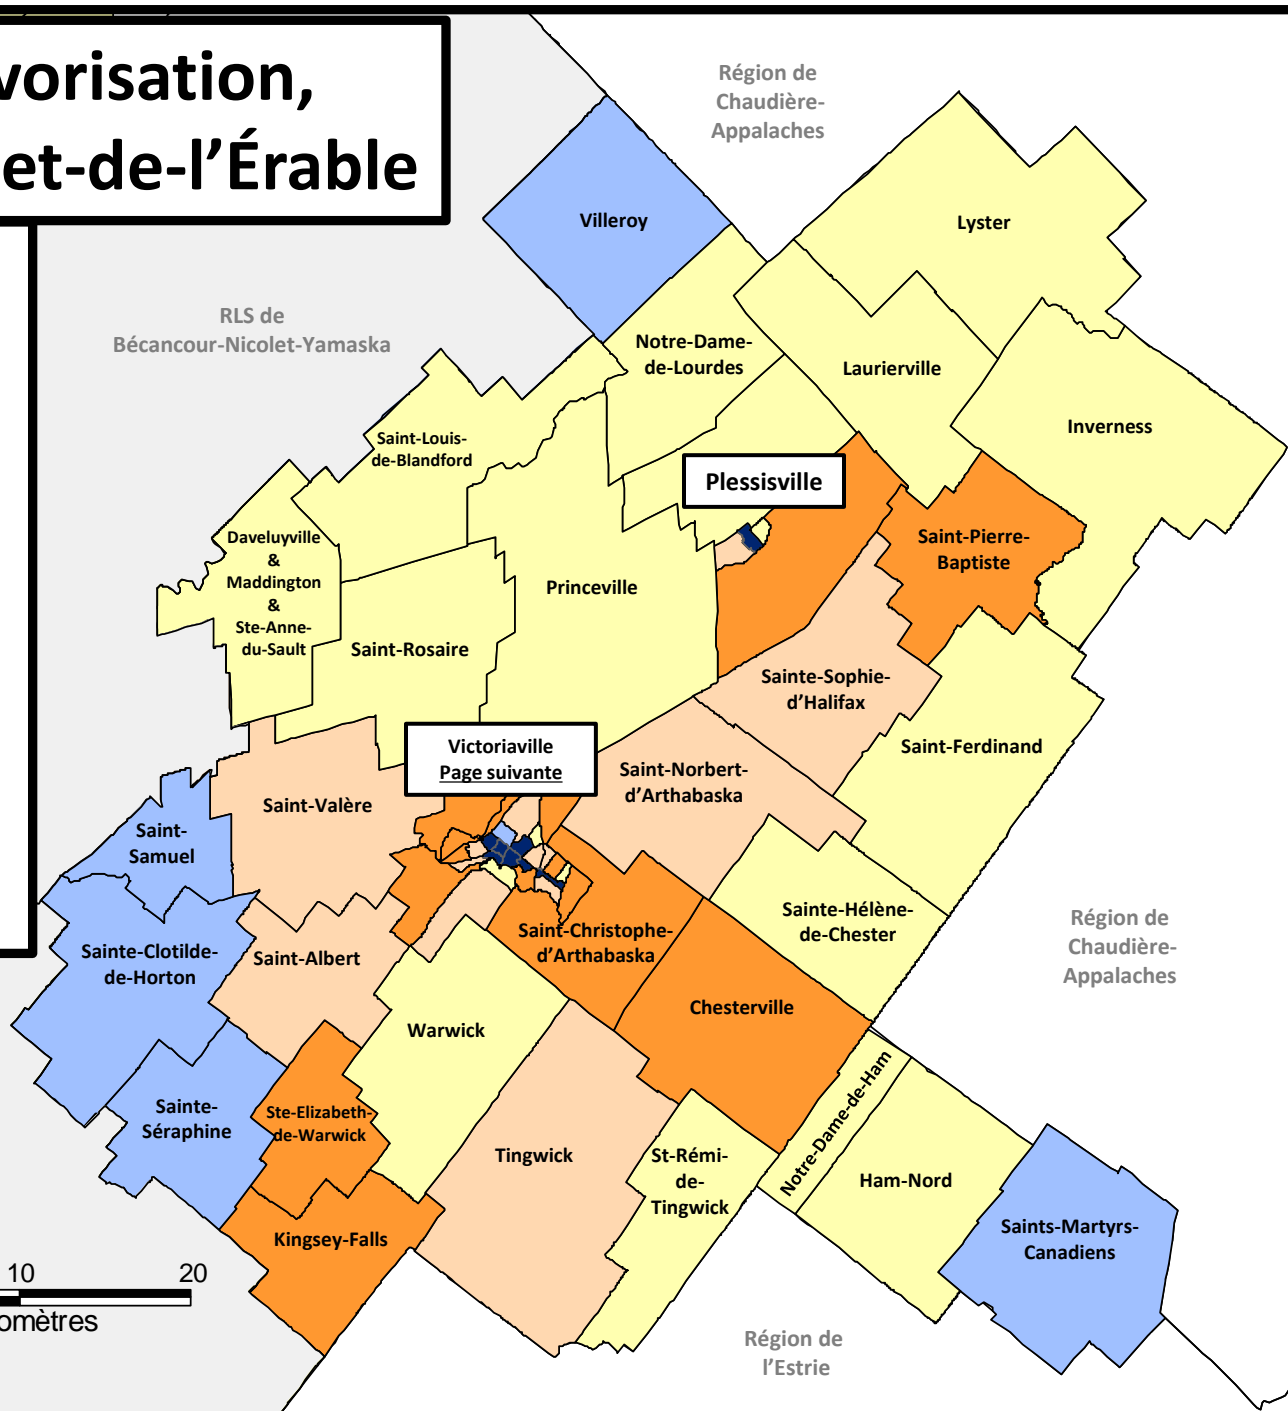 vorisation,
et-de-l’Érable
Région de
Chaudière-
Appalaches
Villeroy
Lyster
RLS de
Bécancour-Nicolet-Yamaska
Notre-Dame-
de-Lourdes
Laurierville
Inverness
Saint-Louis-
de-Blandford
Plessisville
Daveluyville
&
Maddington
&
Ste-Anne-
du-Sault
Saint-Pierre-
Baptiste
Princeville
Saint-Rosaire
Sainte-Sophie-
d’Halifax
Saint-Ferdinand
Victoriaville
Page suivante
Saint-Norbert-
d’Arthabaska
Saint-Valère
Saint-
Samuel
Sainte-Hélène-
de-Chester
Région de
Chaudière-
Appalaches
Saint-Christophe-
d’Arthabaska
Sainte-Clotilde-
de-Horton
Saint-Albert
Chesterville
Warwick
Notre-Dame-de-Ham
Sainte-
Séraphine
Ste-Elizabeth-
de-Warwick
Tingwick
St-Rémi-
de-
Tingwick
Ham-Nord
Saints-Martyrs-
Canadiens
Kingsey-Falls
10 20
omètres
Région de
l’Estrie